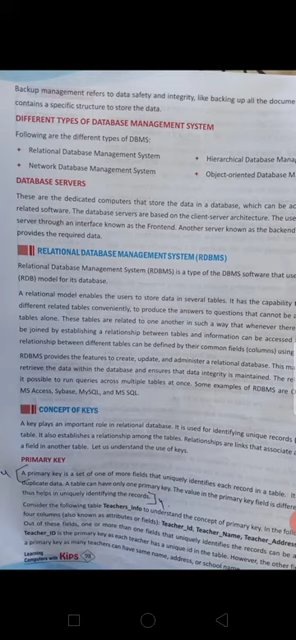 Backup management refers to data safety and integrity, like backing up all the docume
contains a specific structure to store the data.
DIFFERENT TYPES OF DATABASE MANAGEMENT SYSTEM
Following are the different types of DBMS:
Relational Database Management System
Hierarchical Database Mana
Network Database Management System
Object-oriented Database M
DATABASE SERVERS
These are the dedicated computers that store the data in a database, which can be ac
related software. The database servers are based on the client-server architecture. The use
server through an interface known as the Frontend. Another server known as the backend
provides the required data.
RELATIONAL DATABASE MANAGEMENT SYSTEM (RDBMS)
Relational Database Management System (RDBMS) is a type of the DBMS software that use
(RDB) model for its database.
A relational model enables the users to store data in several tables. It has the capability t
different related tables conveniently, to produce the answers to questions that cannot be a
tables alone. These tables are related to one another in such a way that whenever there
be joined by establishing a relationship between tables and information can be accessed
relationship between different tables can be defined by their common fields (columns) using
RDBMS provides the features to create, update, and administer a relational database. This mu
retrieve the data within the database and ensures that data integrity is maintained. The re
it possible to run queries across multiple tables at once. Some examples of RDBMS are
MS Access, Sybase, MySQL, and MS SQL.
CONCEPT OF KEYS
A key plays an important role in relational database. It is used for identifying unique records
table. It also establishes a relationship among the tables. Relationships are links that associate
a field in another table. Let us understand the use of keys.
PRIMARY KEY
A primary key is a set of one of more fields that uniquely identifies each record in a table. It
duplicate data. A table can have only one primary key. The value in the primary key field is differe
thus helps in uniquely identifying the records.
Consider the following table Teachers_Info to understand the concept of primary key. In the foll
four columns (also known as attributes or fields): Teacher_Id, Teacher_Name, Teacher_Addres
Out of these fields, one or more than one fields that uniquely identifies the records can be a
Teacher_ID is the primary key as each teacher has a unique id in the table. However, the other fi
a primary key as many teachers can have same name, address, or school name
Learning
Computers with Kips